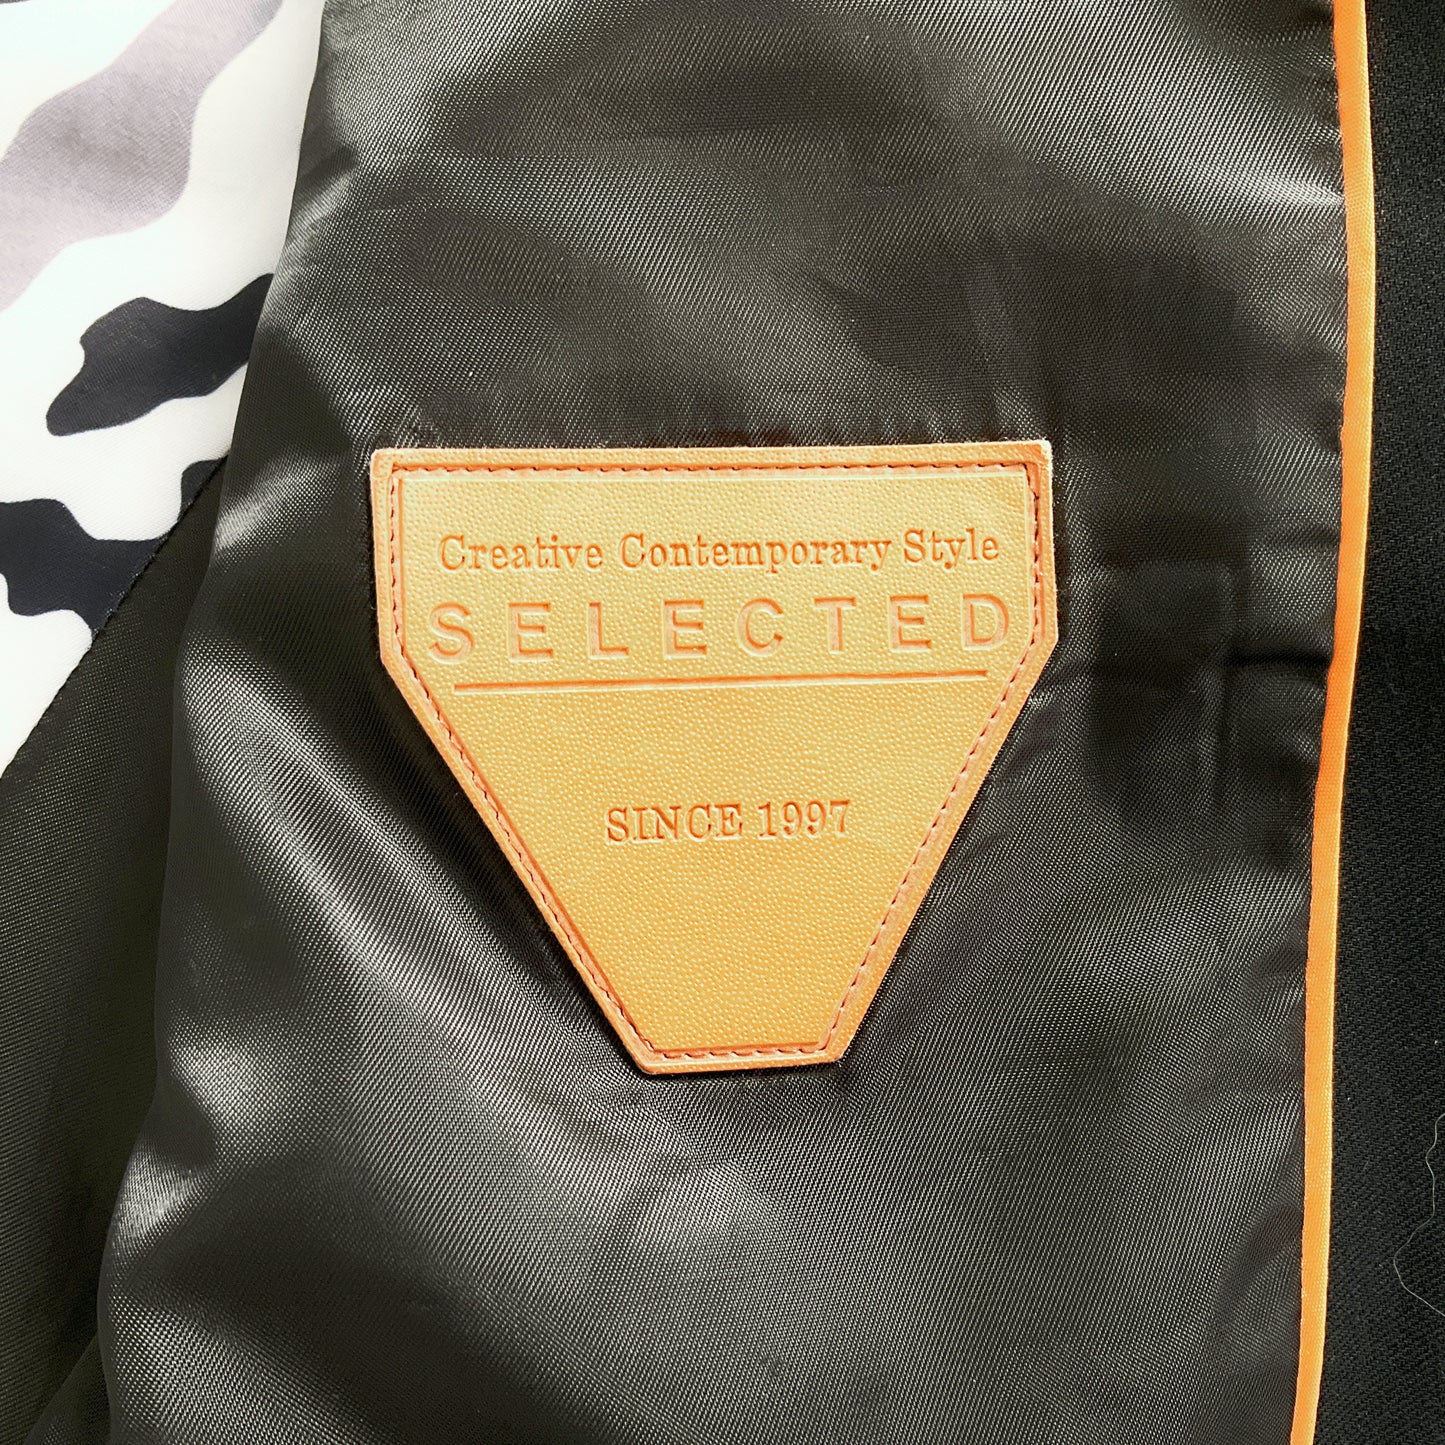 Creative Contemporary Style
SELECTED
SINCE 1997